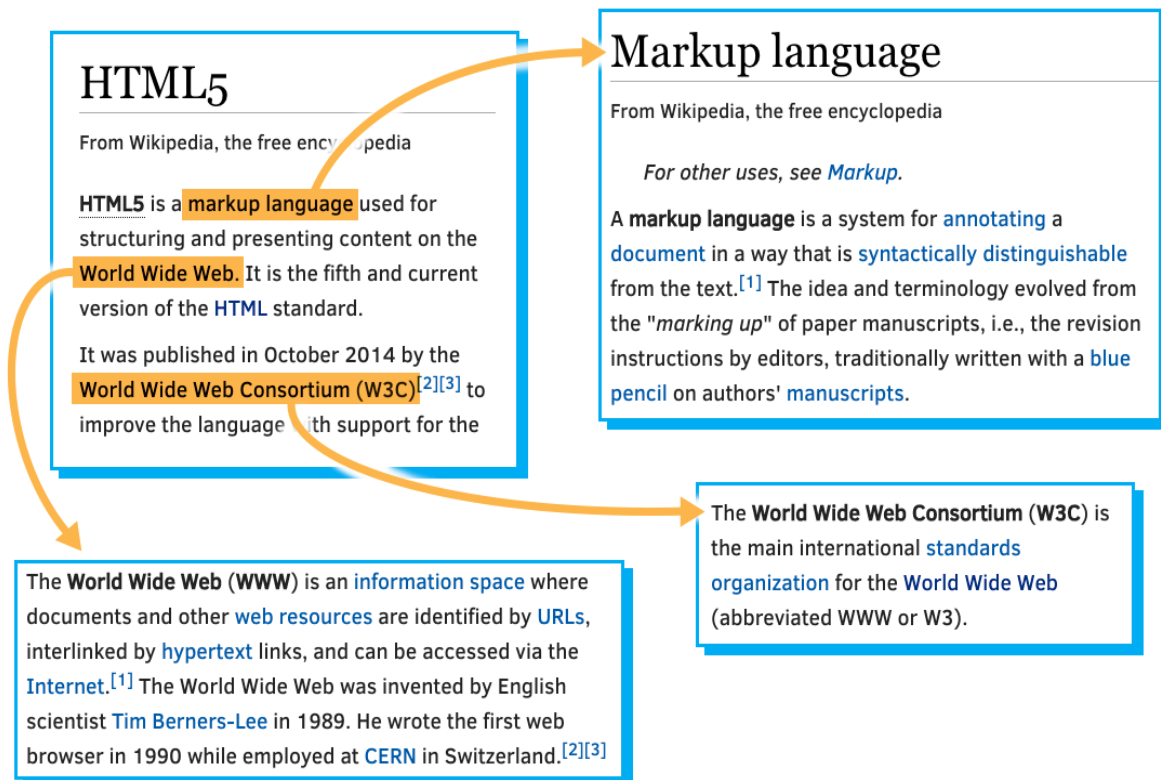 HTML5
From Wikipedia, the free encyclopedia
HTML5 is a markup language used for
structuring and presenting content on the
World Wide Web. It is the fifth and current
version of the HTML standard.
It was published in October 2014 by the
World Wide Web Consortium (W3C)[2][3] to
improve the language with support for the
Markup language
From Wikipedia, the free encyclopedia
For other uses, see Markup.
A markup language is a system for annotating a
document in a way that is syntactically distinguishable
from the text.[1] The idea and terminology evolved from
the "marking up" of paper manuscripts, i.e., the revision
instructions by editors, traditionally written with a blue
pencil on authors' manuscripts.
The World Wide Web Consortium (W3C) is
the main international standards
organization for the World Wide Web
(abbreviated WWW or W3).
The World Wide Web (WWW) is an information space where
documents and other web resources are identified by URLs,
interlinked by hypertext links, and can be accessed via the
Internet.[1] The World Wide Web was invented by English
scientist Tim Berners-Lee in 1989. He wrote the first web
browser in 1990 while employed at CERN in Switzerland.[2][3]